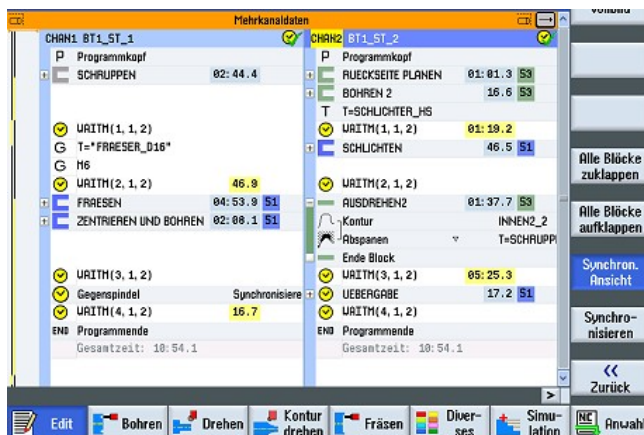 Mehrkanaldaten
CHAN1 BT1_ST_1
P Programmkopf
SCHRUPPEN 02:44.4
WAITM(1,1,2)
G T="FRAESER_D16"
G M6
WAITM(2,1,2) 46.9
FRAESEN 04:53.9 S1
ZENTRIEREN UND BOHREN 02:08.1 S1
WAITM(3,1,2)
Gegenspindel Synchronisiere
WAITM(4,1,2) 16.7
END Programmende
Gesamtzeit: 10:54.1
CHAN2 BT1_ST_2
P Programmkopf
RUECKSEITE PLANEN 01:01.3 S3
BOHREN 2 16.6 S3
T T=SCHLICHTER_HS
WAITM(1,1,2) 01:19.2
SCHLICHTEN 46.5 S1
WAITM(2,1,2)
AUSDREHEN2 01:37.7 S3
Kontur INNEN2_2
Abspanen ▿ T=SCHRUPP
Ende Block
WAITM(3,1,2) 05:25.3
UEBERGABE 17.2 S1
WAITM(4,1,2)
END Programmende
Gesamtzeit: 10:54.1
Alle Blöcke
zuklappen
Alle Blöcke
aufklappen
Synchron.
Ansicht
Synchro-
nisieren
«
Zurück
Edit
Bohren
Drehen
Kontur
drehen
Fräsen
Diver-
ses
Simu-
lation
NC Anwahl